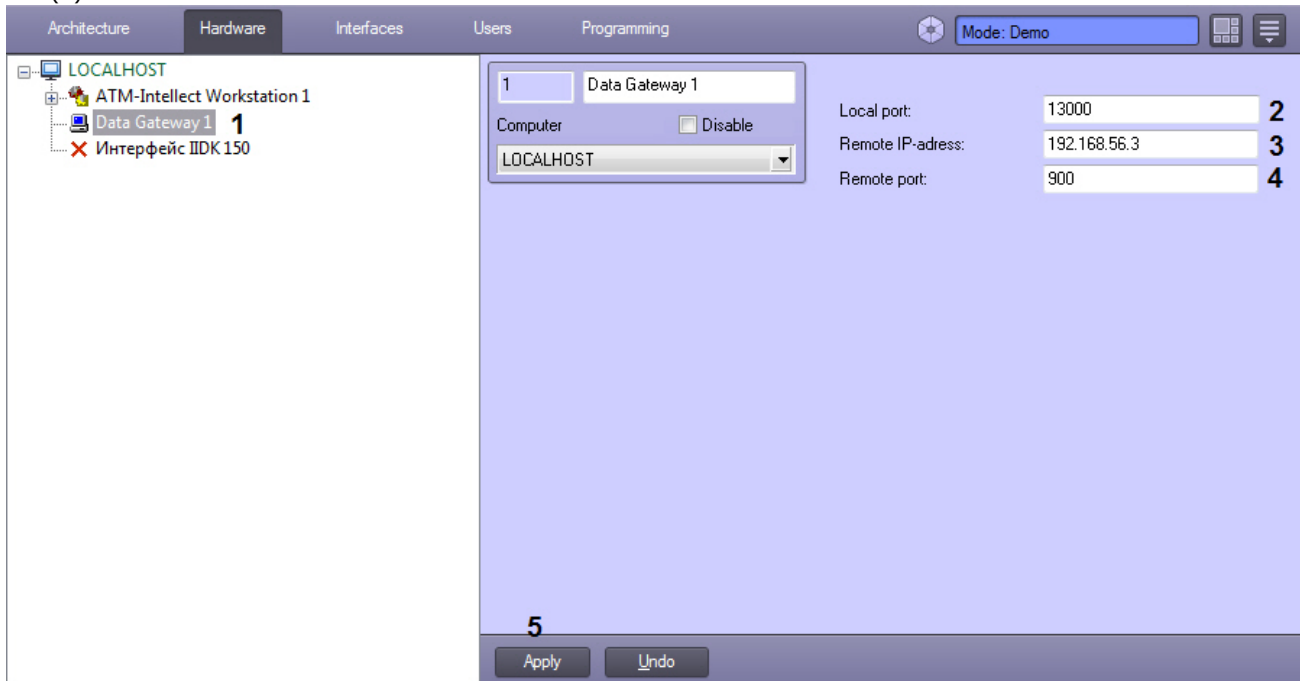 Architecture Hardware Interfaces Users Programming Mode: Demo
LOCALHOST
ATM-Intellect Workstation 1
Data Gateway 1 1
Интерфейс IIDK 150
1 Data Gateway 1
Computer Disable
LOCALHOST
Local port: 13000 2
Remote IP-adress: 192.168.56.3 3
Remote port: 900 4
5
Apply Undo